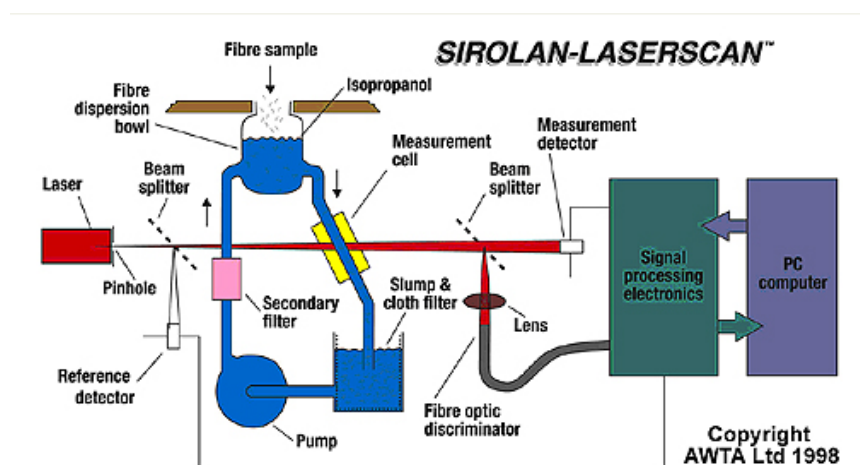 SIROLAN-LASERSCAN™
Fibre sample
Isopropanol
Fibre
dispersion
bowl
Measurement
cell
Measurement
detector
Beam
splitter
Beam
splitter
Laser
Pinhole
Signal
processing
electronics
PC
computer
Secondary
filter
Slump &
cloth filter
Lens
Reference
detector
Fibre optic
discriminator
Pump
Copyright
AWTA Ltd 1998